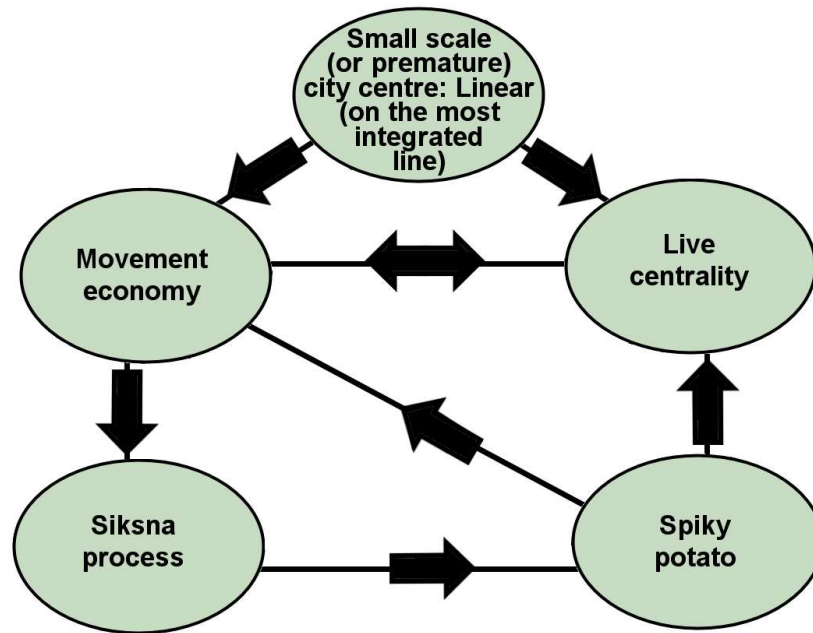 Small scale
(or premature)
city centre: Linear
(on the most
integrated
line)
Movement
economy
Live
centrality
Siksna
process
Spiky
potato